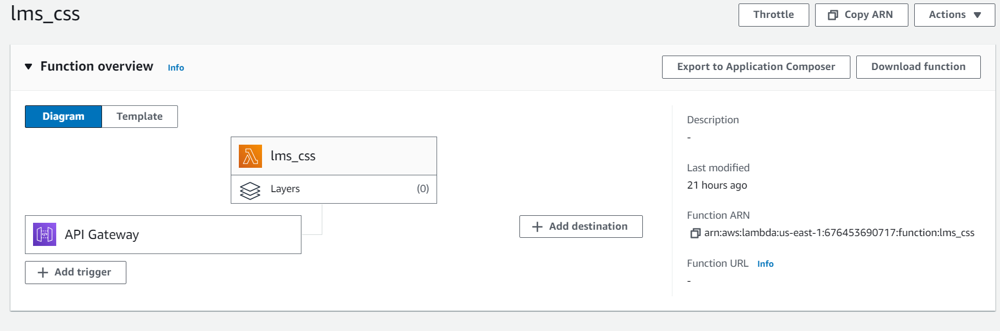 lms_css
Throttle
Copy ARN
Actions
Function overview Info
Export to Application Composer
Download function
Diagram
Template
lms_css
Layers (0)
API Gateway
Add trigger
Add destination
Description
-
Last modified
21 hours ago
Function ARN
arn:aws:lambda:us-east-1:676453690717:function:lms_css
Function URL Info
-